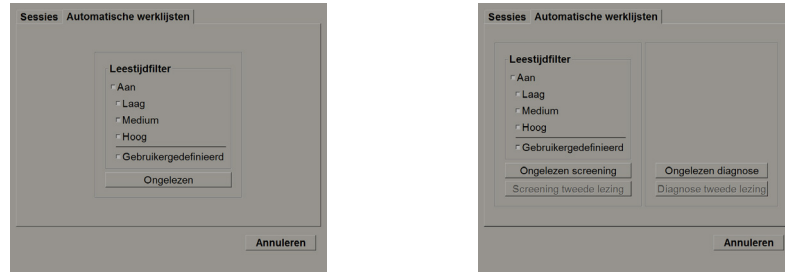 Sessies Automatische werklijsten
Leestijdfilter
Aan
Laag
Medium
Hoog
Gebruikergedefinieerd
Ongelezen
Annuleren
Sessies Automatische werklijsten
Leestijdfilter
Aan
Laag
Medium
Hoog
Gebruikergedefinieerd
Ongelezen screening Ongelezen diagnose
Screening tweede lezing Diagnose tweede lezing
Annuleren